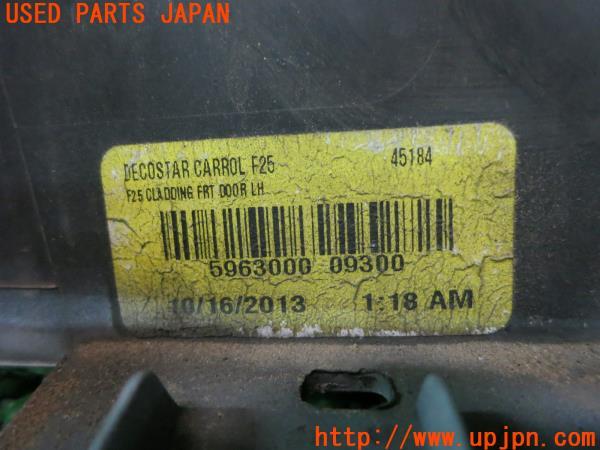 USED PARTS JAPAN
DECOSTAR CARROL F25 45184
F25 CLADDING FRT DOOR LH
5963000 09300
10/16/2013 1:18 AM
http://www.upjpn.com